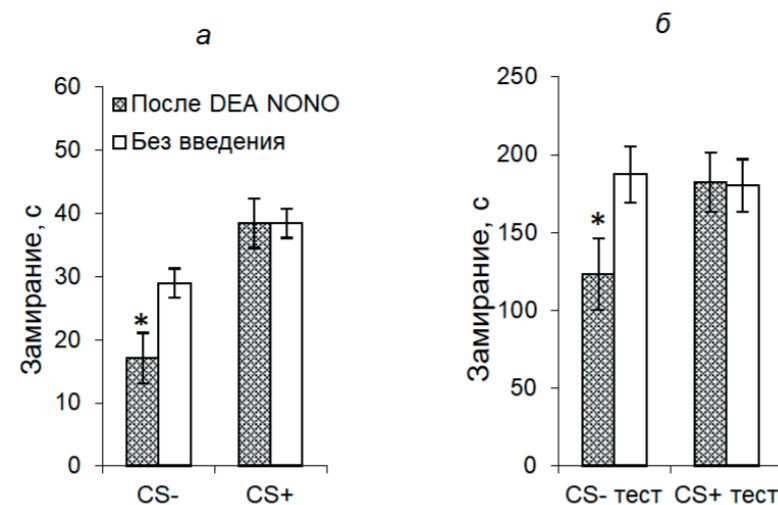 а
60
50
40
30
20
10
0
Замирание, с
После DEA NONO
Без введения
*
CS-
CS+
б
250
200
150
100
50
0
Замирание, с
*
CS- тест
CS+ тест